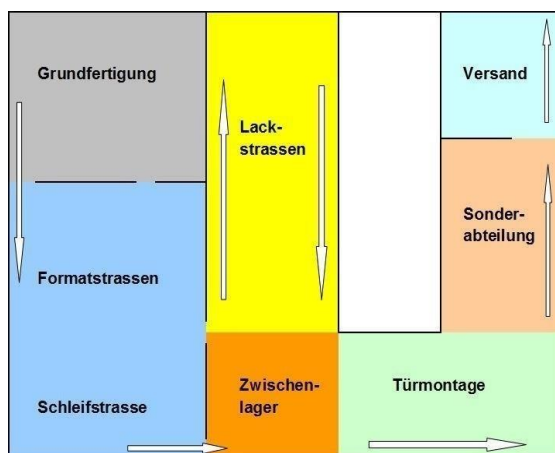 Grundfertigung
Lack-
strassen
Versand
Sonder-
abteilung
Formatstrassen
Schleifstrasse
Zwischen-
lager
Türmontage